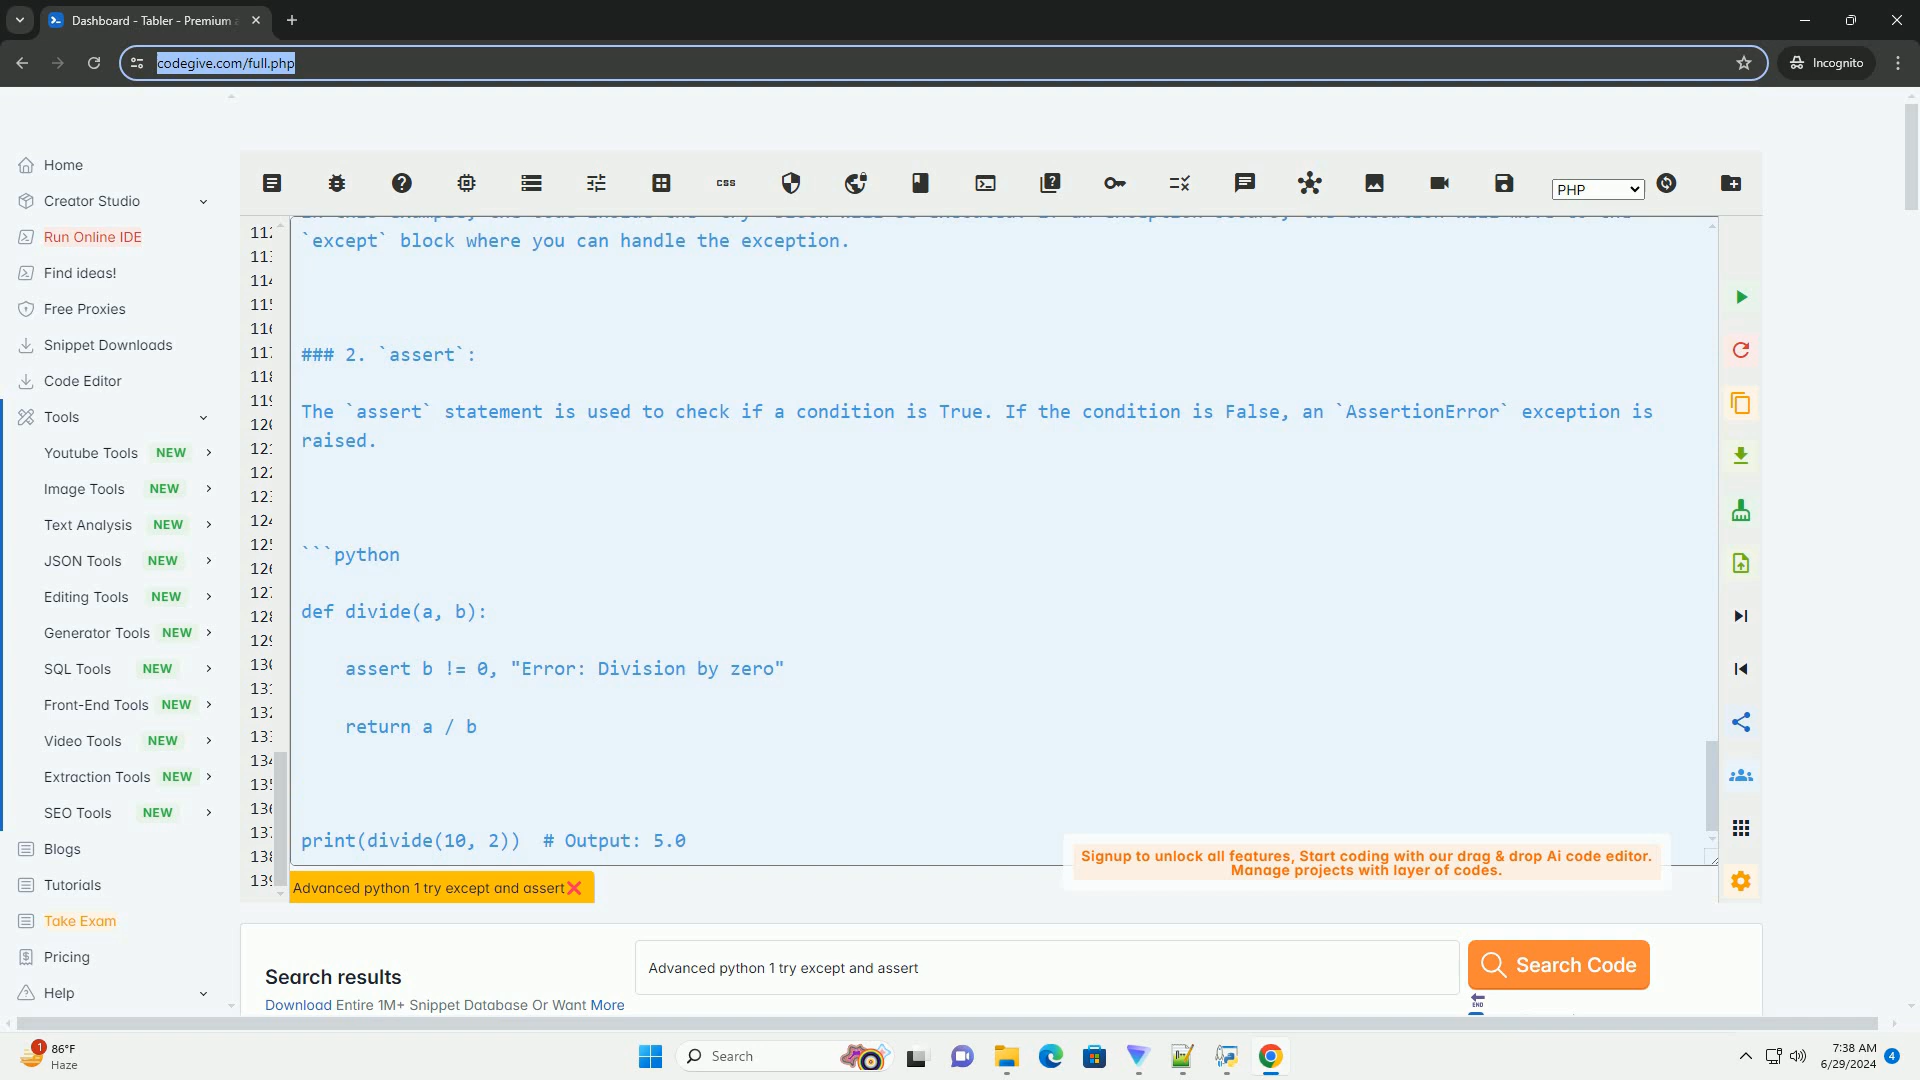 Dashboard - Tabler - Premium
codegive.com/full.php
Incognito
Home
Creator Studio
Run Online IDE
Find ideas!
Free Proxies
Snippet Downloads
Code Editor
Tools
Youtube Tools NEW
Image Tools NEW
Text Analysis NEW
JSON Tools NEW
Editing Tools NEW
Generator Tools NEW
SQL Tools NEW
Front-End Tools NEW
Video Tools NEW
Extraction Tools NEW
SEO Tools NEW
Blogs
Tutorials
Take Exam
Pricing
Help
css
PHP
`except` block where you can handle the exception.
### 2. `assert`:
The `assert` statement is used to check if a condition is True. If the condition is False, an `AssertionError` exception is
raised.
```python
def divide(a, b):
assert b != 0, "Error: Division by zero"
return a / b
print(divide(10, 2))  # Output: 5.0
Signup to unlock all features, Start coding with our drag & drop Ai code editor.
Manage projects with layer of codes.
Advanced python 1 try except and assert❌
Search results
Download Entire 1M+ Snippet Database Or Want More
Advanced python 1 try except and assert
Search Code
END
1
86°F
Haze
Search
7:38 AM
6/29/2024
4